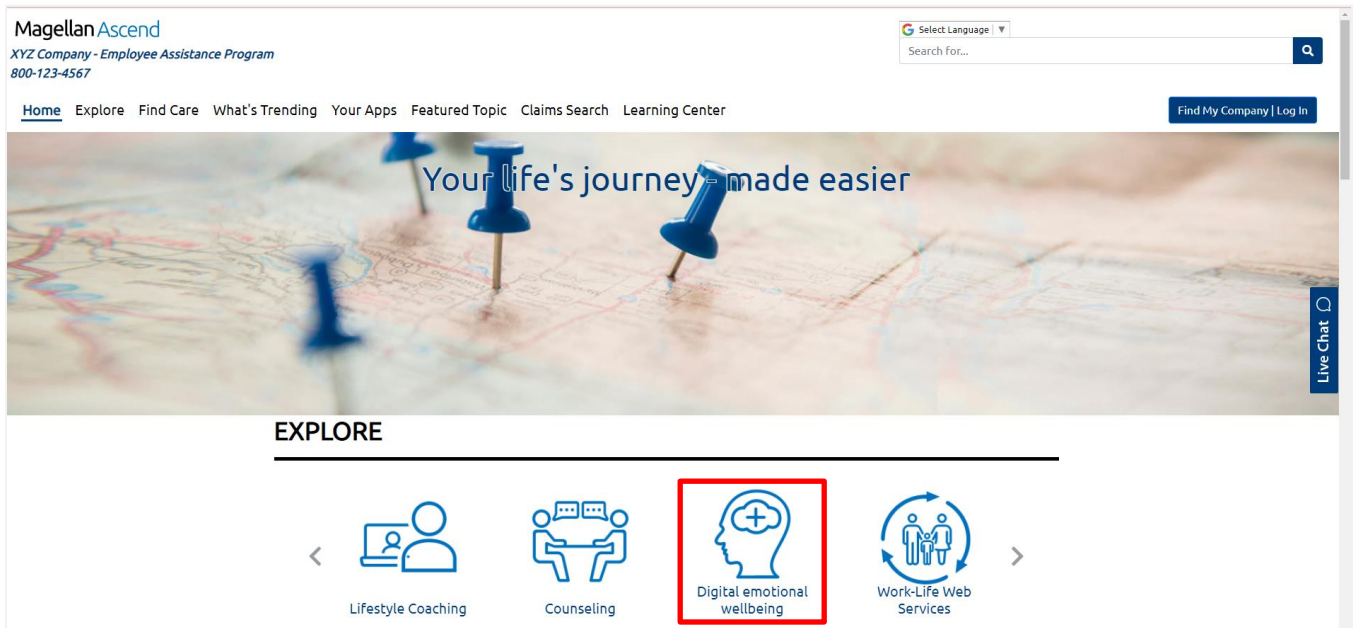 Magellan Ascend
XYZ Company - Employee Assistance Program
800-123-4567
Select Language ▼
Search for...
Home Explore Find Care What's Trending Your Apps Featured Topic Claims Search Learning Center
Find My Company | Log In
Your life's journey - made easier
Live Chat
EXPLORE
Lifestyle Coaching
Counseling
Digital emotional
wellbeing
Work-Life Web
Services